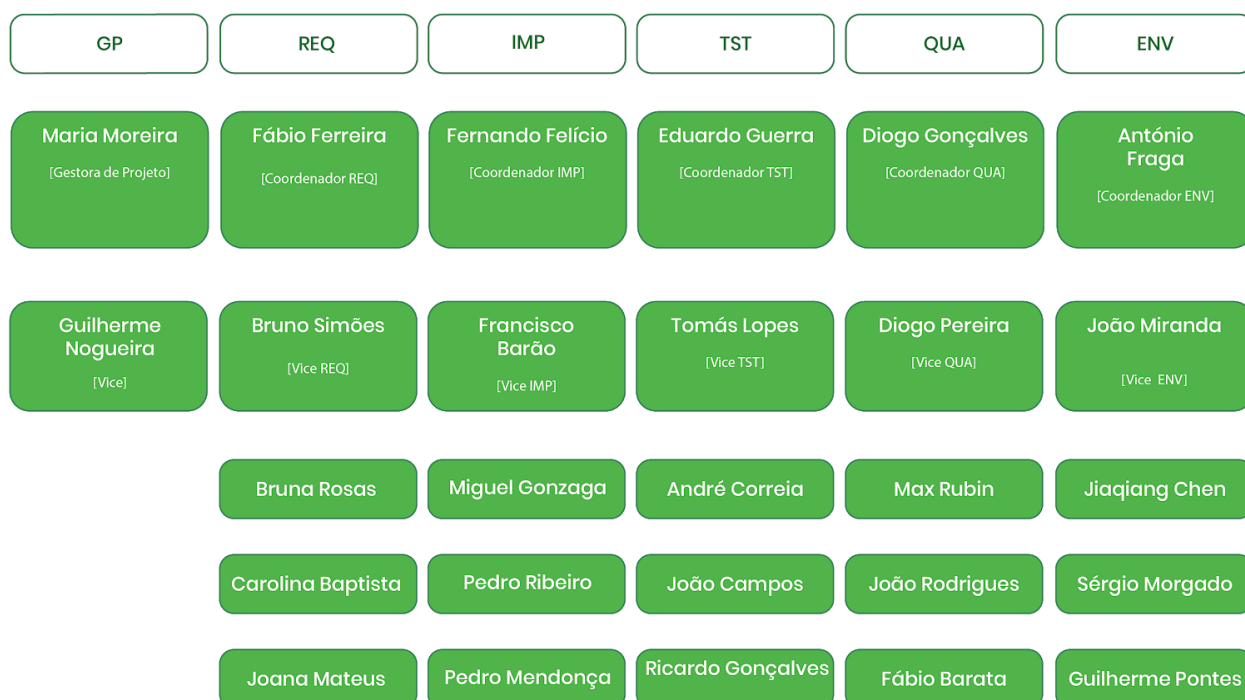 GP
REQ
IMP
TST
QUA
ENV
Maria Moreira
[Gestora de Projeto]
Fábio Ferreira
[Coordenador REQ]
Fernando Felício
[Coordenador IMP]
Eduardo Guerra
[Coordenador TST]
Diogo Gonçalves
[Coordenador QUA]
António
Fraga
[Coordenador ENV]
Guilherme
Nogueira
[Vice]
Bruno Simões
[Vice REQ]
Francisco
Barão
[Vice IMP]
Tomás Lopes
[Vice TST]
Diogo Pereira
[Vice QUA]
João Miranda
[Vice ENV]
Bruna Rosas
Miguel Gonzaga
André Correia
Max Rubin
Jiaqiang Chen
Carolina Baptista
Pedro Ribeiro
João Campos
João Rodrigues
Sérgio Morgado
Joana Mateus
Pedro Mendonça
Ricardo Gonçalves
Fábio Barata
Guilherme Pontes